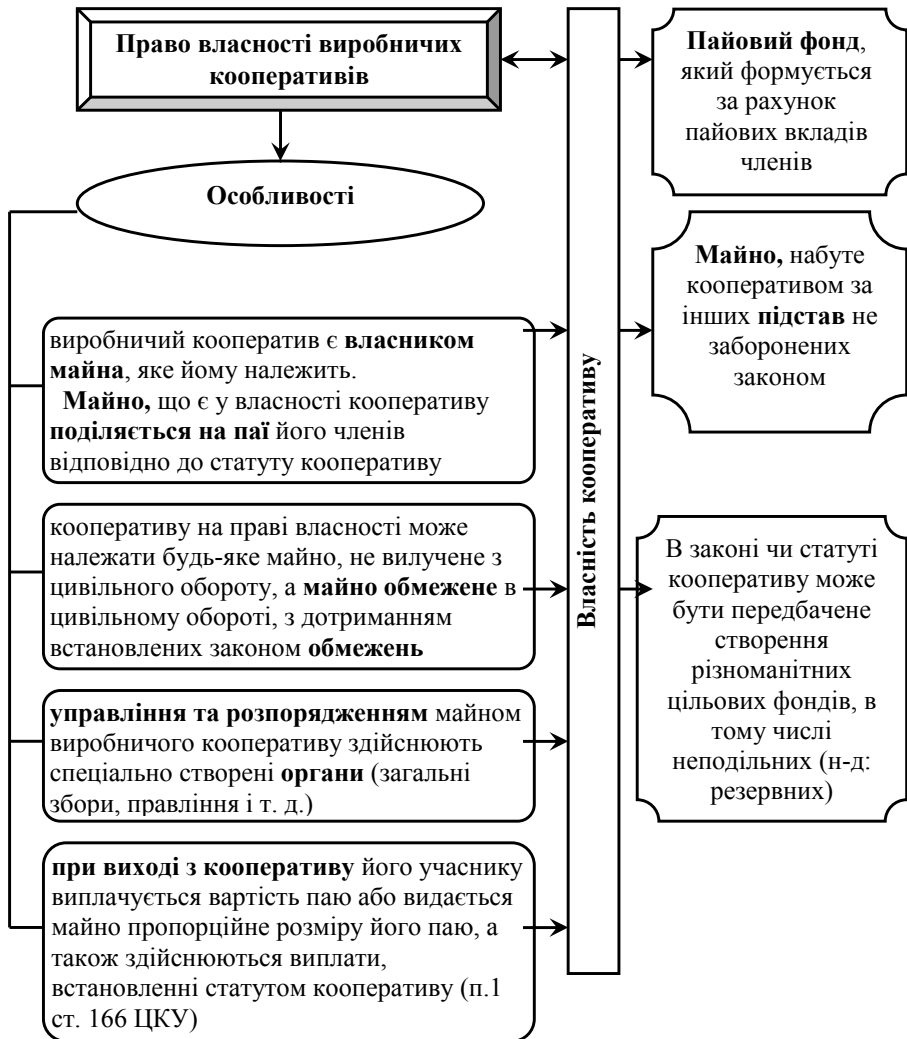 Право власності виробничих
кооперативів
Особливості
виробничий кооператив є власником
майна, яке йому належить.
Майно, що є у власності кооперативу
поділяється на паї його членів
відповідно до статуту кооперативу
кооперативу на праві власності може
належати будь-яке майно, не вилучене з
цивільного обороту, а майно обмежене в
цивільному обороті, з дотриманням
встановлених законом обмежень
управління та розпорядженням майном
виробничого кооперативу здійснюють
спеціально створені органи (загальні
збори, правління і т. д.)
при виході з кооперативу його учаснику
виплачується вартість паю або видається
майно пропорційне розміру його паю, а
також здійснюються виплати,
встановленні статутом кооперативу (п.1
ст. 166 ЦКУ)
Власність кооперативу
Пайовий фонд,
який формується
за рахунок
пайових вкладів
членів
Майно, набуте
кооперативом за
інших підстав не
заборонених
законом
В законі чи статуті
кооперативу може
бути передбачене
створення
різноманітних
цільових фондів, в
тому числі
неподільних (н-д:
резервних)